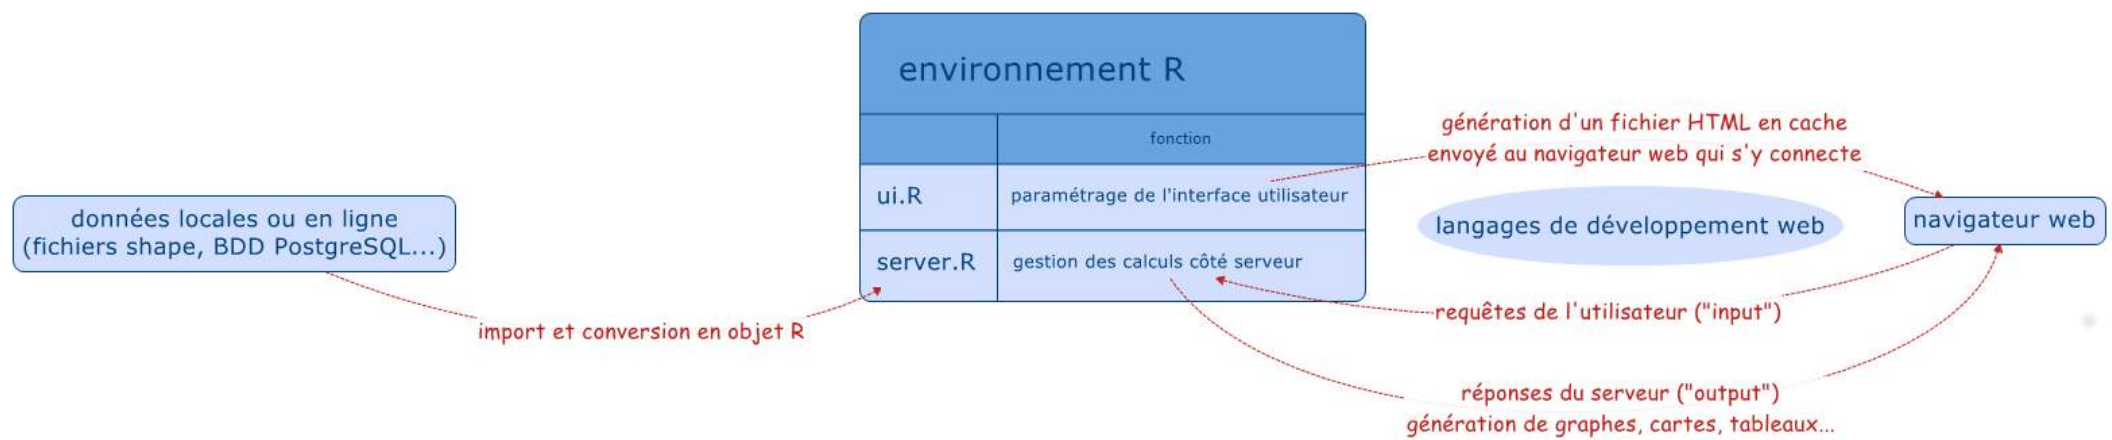 environnement R
fonction
ui.R
paramétrage de l'interface utilisateur
server.R
gestion des calculs côté serveur
données locales ou en ligne
(fichiers shape, BDD PostgreSQL...)
import et conversion en objet R
génération d'un fichier HTML en cache
envoyé au navigateur web qui s'y connecte
langages de développement web
navigateur web
requêtes de l'utilisateur ("input")
réponses du serveur ("output")
génération de graphes, cartes, tableaux...